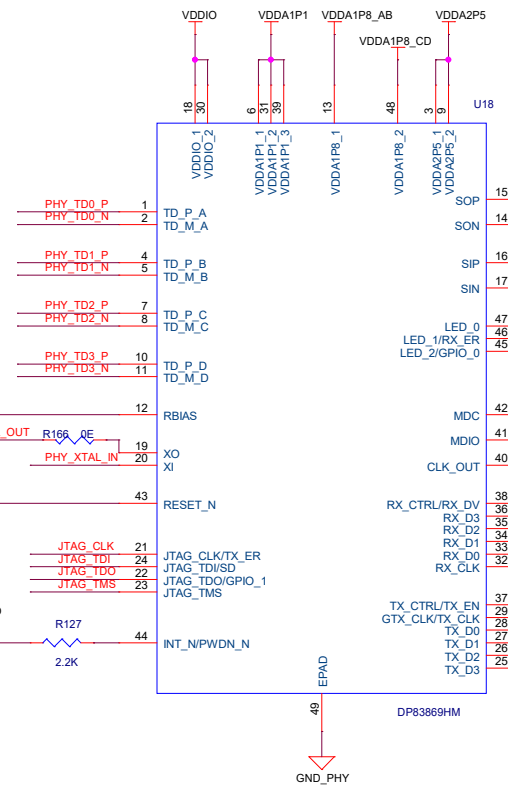 VDDIO VDDA1P1 VDDA1P8_AB VDDA2P5
VDDA1P8_CD
18 30 6 31 39 13 48 3 9 U18
VDDIO_1 VDDIO_2 VDDA1P1_1 VDDA1P1_2 VDDA1P1_3 VDDA1P8_1 VDDA1P8_2 VDDA2P5_1 VDDA2P5_2
PHY_TD0_P 1 TD_P_A
PHY_TD0_N 2 TD_M_A
PHY_TD1_P 4 TD_P_B
PHY_TD1_N 5 TD_M_B
PHY_TD2_P 7 TD_P_C
PHY_TD2_N 8 TD_M_C
PHY_TD3_P 10 TD_P_D
PHY_TD3_N 11 TD_M_D
12 RBIAS
_OUT R166 0E 19 XO
PHY_XTAL_IN 20 XI
43 RESET_N
JTAG_CLK 21 JTAG_CLK/TX_ER
JTAG_TDI 24 JTAG_TDI/SD
JTAG_TDO 22 JTAG_TDO/GPIO_1
JTAG_TMS 23 JTAG_TMS
R127 44 INT_N/PWDN_N
2.2K
SOP 15
SON 14
SIP 16
SIN 17
LED_0 47
LED_1/RX_ER 46
LED_2/GPIO_0 45
MDC 42
MDIO 41
CLK_OUT 40
RX_CTRL/RX_DV 38
RX_D3 36
RX_D2 35
RX_D1 34
RX_D0 33
RX_CLK 32
TX_CTRL/TX_EN 37
GTX_CLK/TX_CLK 29
TX_D0 28
TX_D1 27
TX_D2 26
TX_D3 25
EPAD
49
DP83869HM
GND_PHY